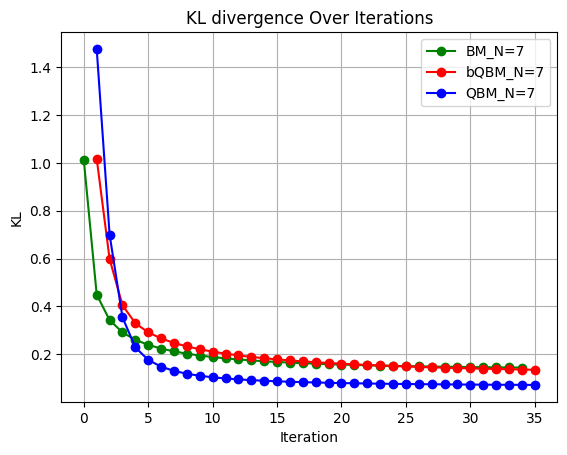 KL divergence Over Iterations
BM_N=7
bQBM_N=7
QBM_N=7
KL
1.4
1.2
1.0
0.8
0.6
0.4
0.2
0 5 10 15 20 25 30 35
Iteration